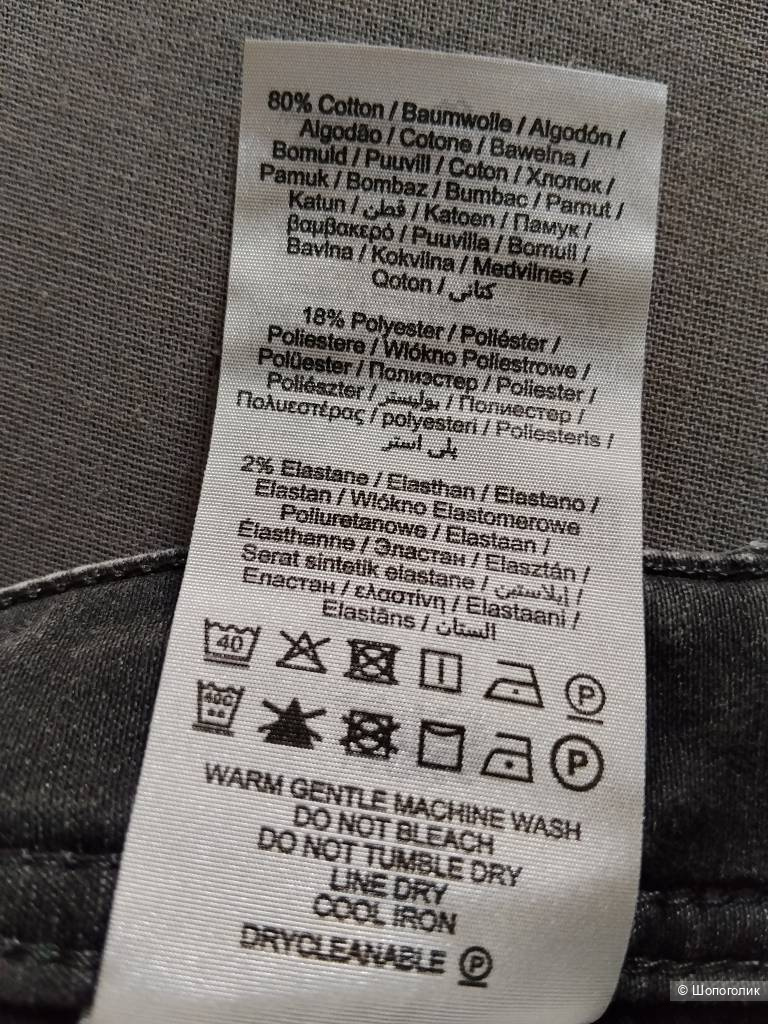 80% Cotton / Baumwolle / Algodón /
Algodão / Cotone / Bawełna /
Bomuld / Puuvill / Coton / Хлопок /
Pamuk / Bombaz / Bumbac / Pamut /
Katun / قطن / Katoen / Памук /
βαμβακερό / Puuvilla / Bomull /
Bavlna / Kokvilna / Medvilnes /
Qoton / کتانی
18% Polyester / Poliéster /
Poliestere / Włókno Poliestrowe /
Polüester / Полиэстер / Poliester /
Poliészter / بوليستر / Полиестер /
Πολυεστέρας / polyesteri / Poliesteris /
پلی استر
2% Elastane / Elasthan / Elastano /
Elastan / Włókno Elastomerowe
Poliuretanowe / Elastaan /
Élasthanne / Эластан / Elasztán /
Serat sintetik elastane / إيلاستين /
Еластан / ελαστίνη / Elastaani /
Elastāns / الستان
40 P
40C P
WARM GENTLE MACHINE WASH
DO NOT BLEACH
DO NOT TUMBLE DRY
LINE DRY
COOL IRON
DRYCLEANABLE P
© Шопоголик